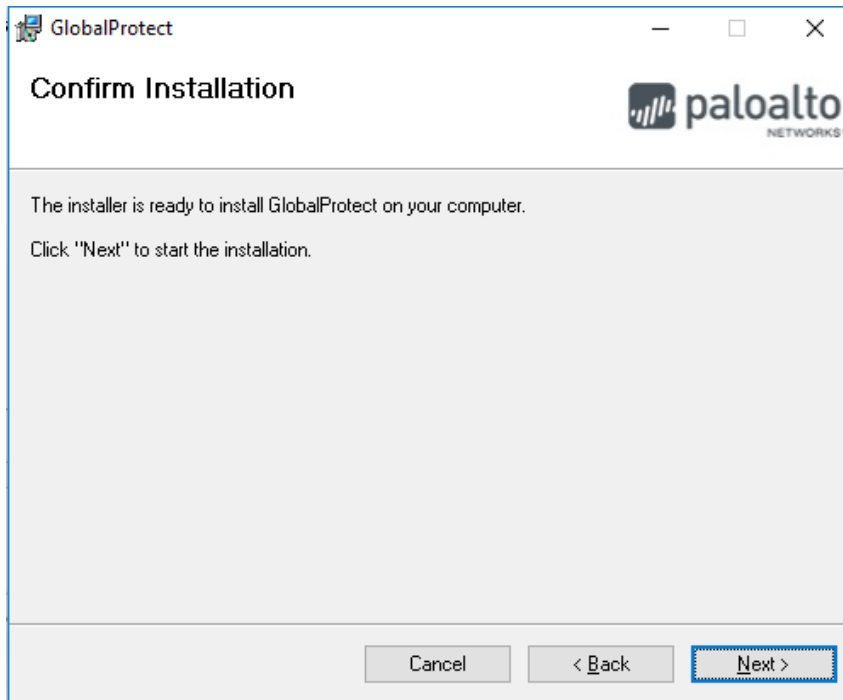 GlobalProtect
Confirm Installation
paloalto
NETWORKS
The installer is ready to install GlobalProtect on your computer.
Click "Next" to start the installation.
Cancel
< Back
Next >